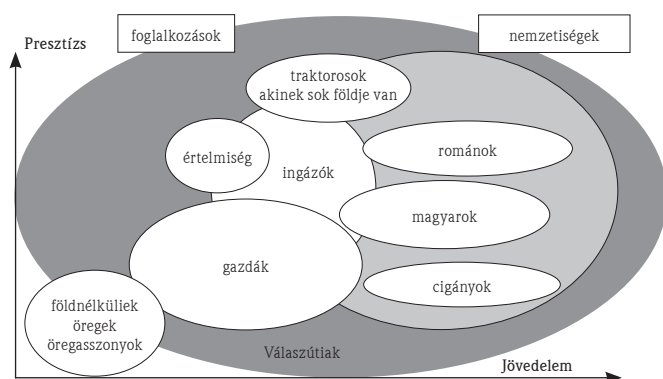 foglalkozások
nemzetiségek
Presztízs
traktorosok
akinek sok földje van
értelmiség
ingázók
románok
magyarok
gazdák
cigányok
földnélküliek
öregek
öregasszonyok
Válaszútiak
Jövedelem